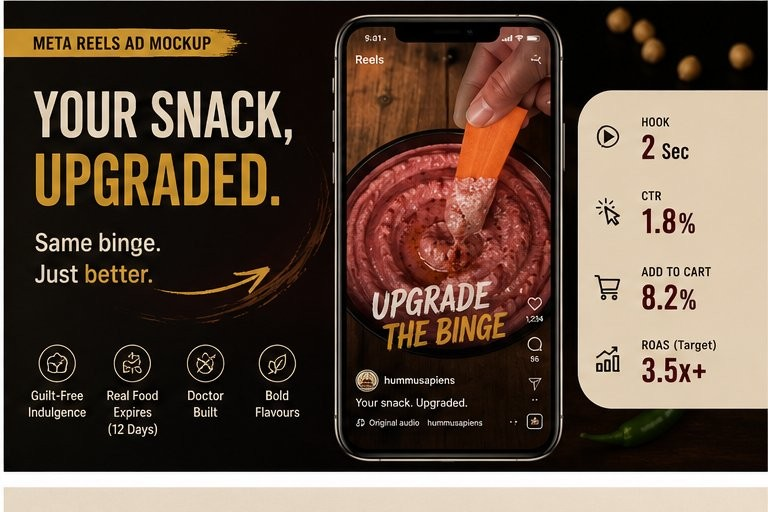 META REELS AD MOCKUP
YOUR SNACK,
UPGRADED.
Same binge.
Just better.
Guilt-Free
Indulgence
Real Food
Expires
(12 Days)
Doctor
Built
Bold
Flavours
9:01
Reels
UPGRADE
THE BINGE
1,214
56
hummusapiens
Your snack. Upgraded.
Original audio hummusapiens
HOOK
2 Sec
CTR
1.8%
ADD TO CART
8.2%
ROAS (Target)
3.5x+